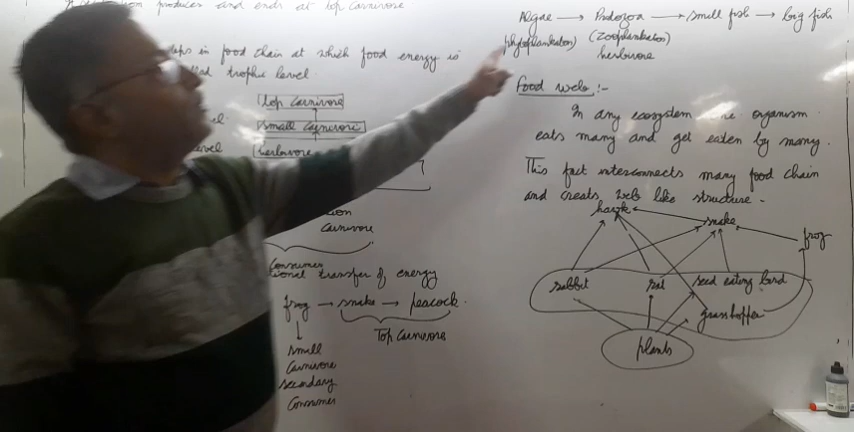 from produces and ends at top Carnivore
steps in food chain at which food energy is
called trophic level.
top carnivore
small carnivore
herbivore
Carnivore
Consumer
transfer of energy
frog → snake → peacock.
Top Carnivore
small
Carnivore
secondary
Consumer
Algae → Protozoa → small fish → big fish
(phytoplankton) (zooplankton)
herbivore
Food web :-
In any ecosystem one organism
eats many and get eaten by many.
This fact interconnects many food chain
and creats web like structure.
hawk
snake
frog
rabbit rat seed eating bird
grasshopper
plants